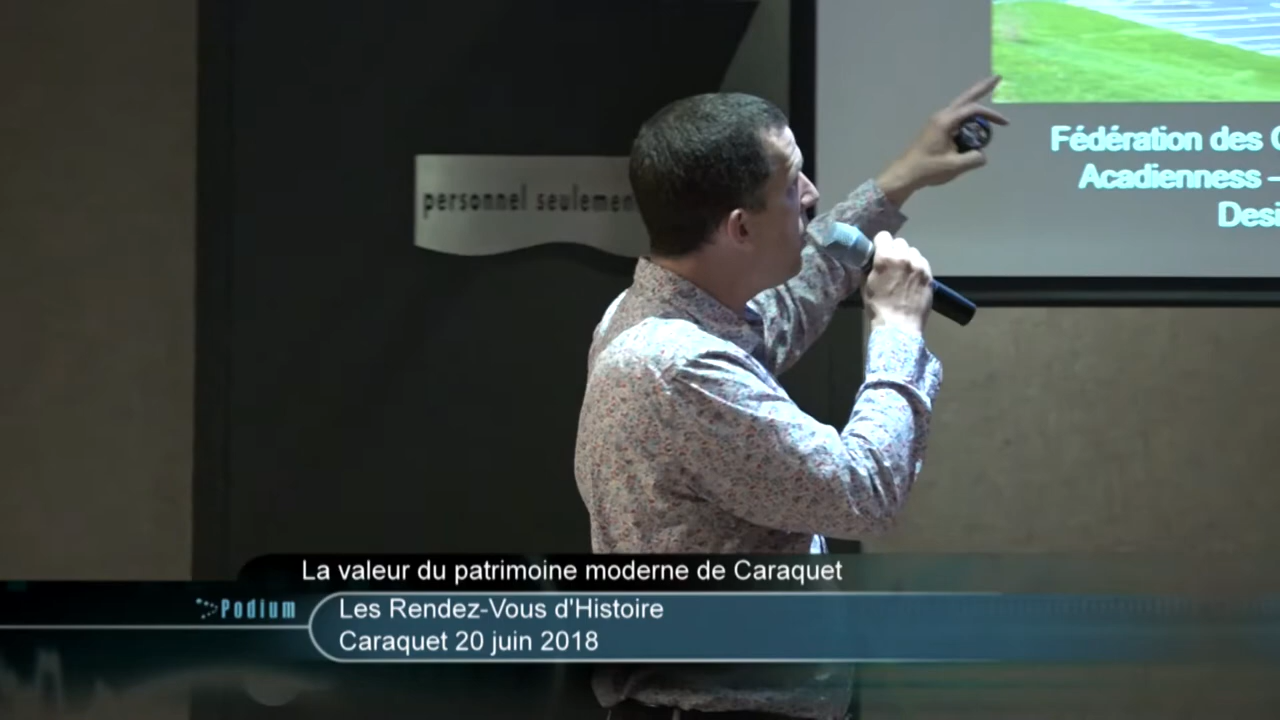 personnel seulement
Fédération des
Acadienness –
La valeur du patrimoine moderne de Caraquet
Podium
Les Rendez-Vous d'Histoire
Caraquet 20 juin 2018